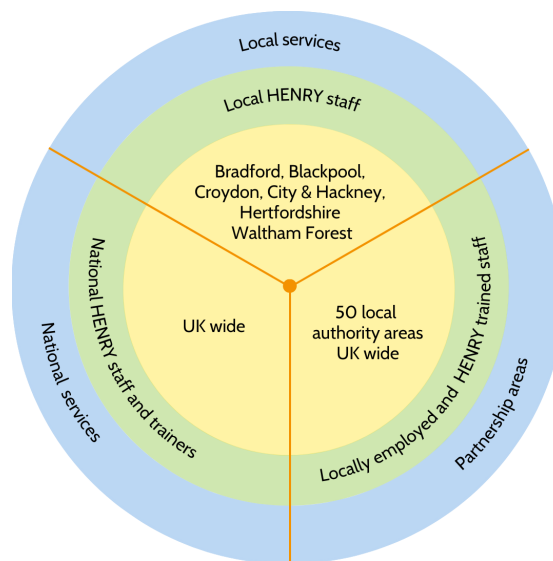 Local services
Local HENRY staff
Bradford, Blackpool,
Croydon, City & Hackney,
Hertfordshire
Waltham Forest
National services
National HENRY staff and trainers
UK wide
50 local
authority areas
UK wide
Locally employed and HENRY trained staff
Partnership areas